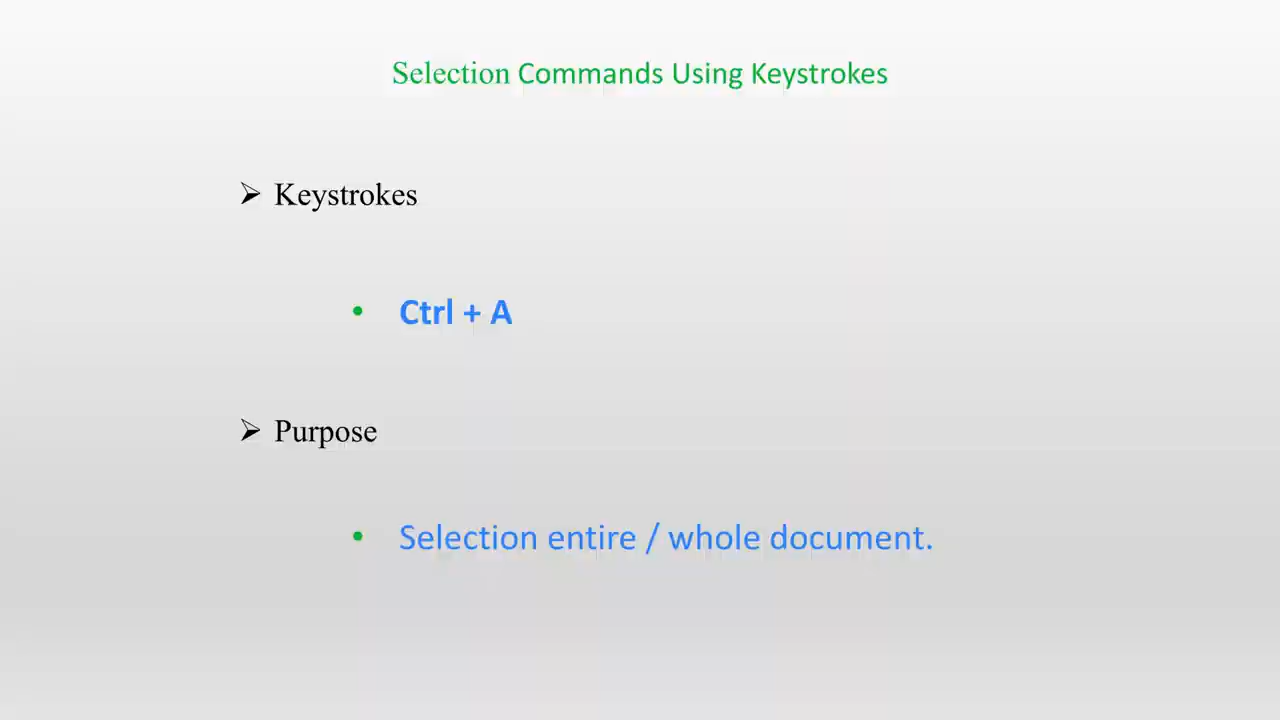 Selection Commands Using Keystrokes
➢ Keystrokes
• Ctrl + A
➢ Purpose
• Selection entire / whole document.